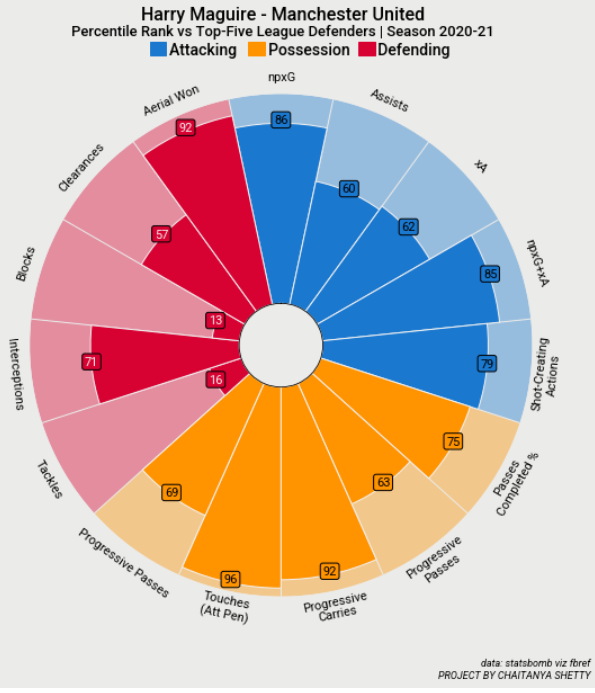 Harry Maguire - Manchester United
Percentile Rank vs Top-Five League Defenders | Season 2020-21
Attacking Possession Defending
npxG
86
Assists
60
xA
62
npxG+xA
85
Shot-Creating
Actions
79
Passes
Completed %
75
Progressive
Passes
63
Progressive
Carries
92
Touches
(Att Pen)
96
Progressive Passes
69
Tackles
16
Interceptions
71
Blocks
13
Clearances
57
Aerial Won
92
data: statsbomb viz fbref
PROJECT BY CHAITANYA SHETTY